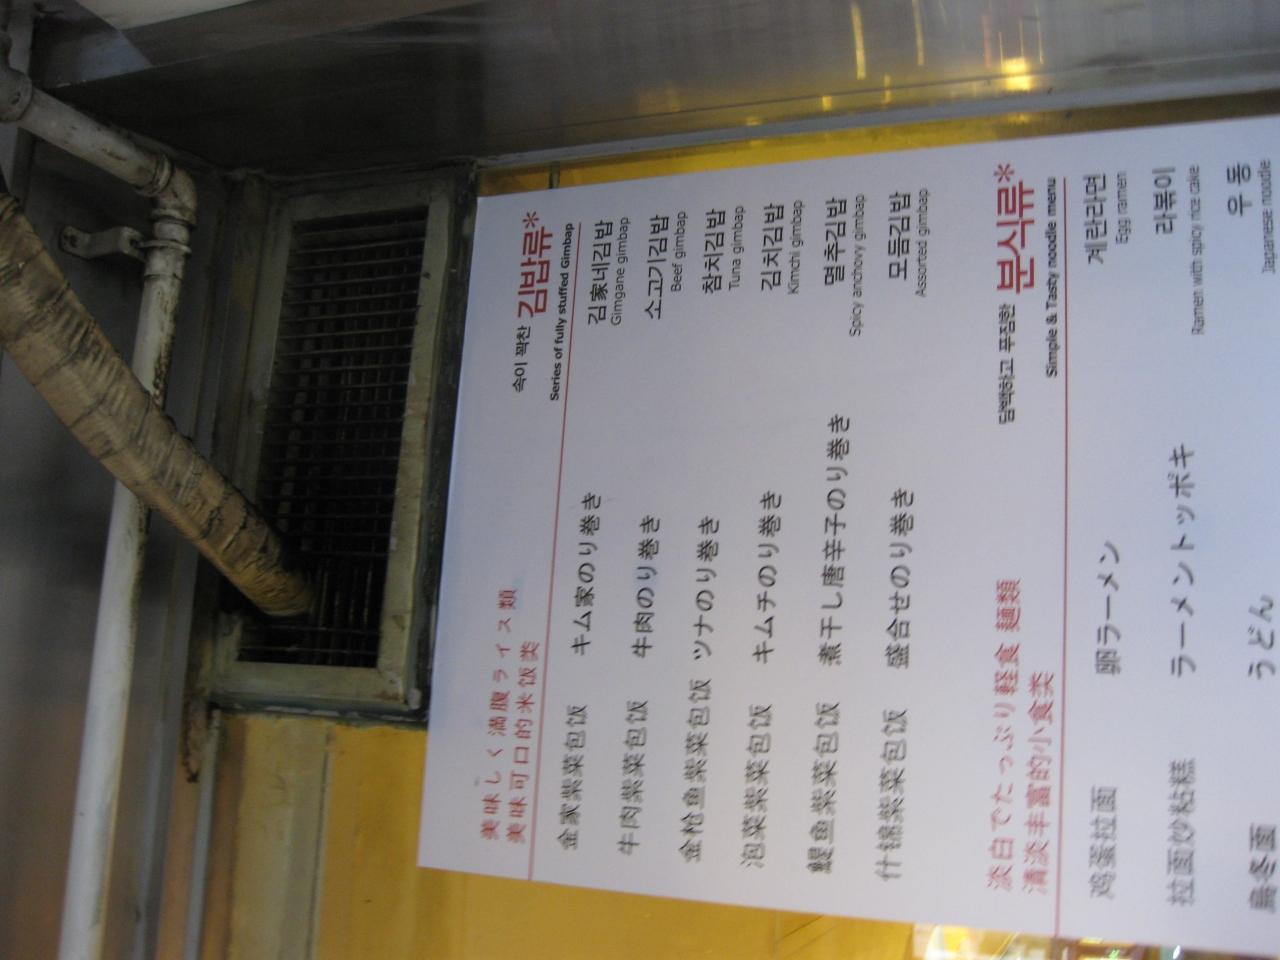 美味しく満腹ライス類
美味可口的米饭类
속이 꽉찬 김밥류*
Series of fully stuffed Gimbap
金家紫菜包饭 キム家のり巻き 김家네김밥
Gimgane gimbap
牛肉紫菜包饭 牛肉のり巻き 소고기김밥
Beef gimbap
金枪鱼紫菜包饭 ツナのり巻き 참치김밥
Tuna gimbap
泡菜紫菜包饭 キムチのり巻き 김치김밥
Kimchi gimbap
鳀鱼紫菜包饭 煮干し唐辛子のり巻き 멸추김밥
Spicy anchovy gimbap
什锦紫菜包饭 盛合せのり巻き 모듬김밥
Assorted gimbap
淡白でたっぷり軽食 麺類
清淡丰富的小食类
담백하고 푸짐한 분식류*
Simple & Tasty noodle menu
鸡蛋拉面 卵ラーメン 계란라면
Egg ramen
拉面炒粘糕 ラーメントッポキ 라볶이
Ramen with spicy rice cake
烏冬面 うどん 우동
Japanese noodle